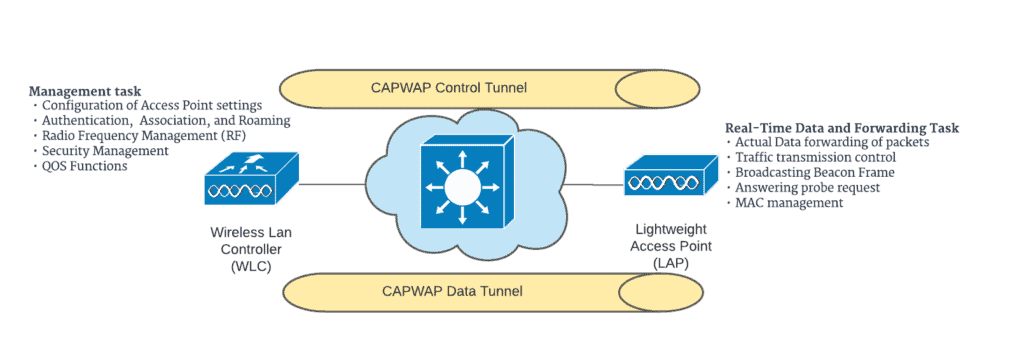 CAPWAP Control Tunnel
Management task
• Configuration of Access Point settings
• Authentication, Association, and Roaming
• Radio Frequency Management (RF)
• Security Management
• QOS Functions
Real-Time Data and Forwarding Task
• Actual Data forwarding of packets
• Traffic transmission control
• Broadcasting Beacon Frame
• Answering probe request
• MAC management
Wireless Lan
Controller
(WLC)
Lightweight
Access Point
(LAP)
CAPWAP Data Tunnel